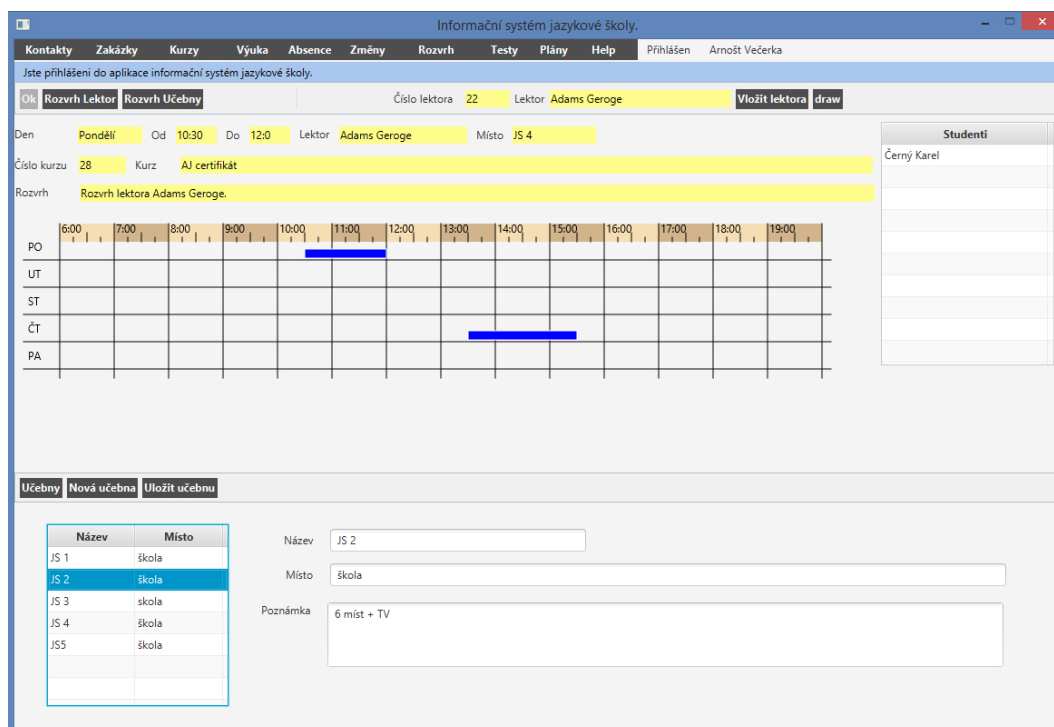 Informační systém jazykové školy.
Kontakty Zakázky Kurzy Výuka Absence Změny Rozvrh Testy Plány Help Přihlášen Arnošt Večerka
Jste přihlášeni do aplikace informační systém jazykové školy.
Ok Rozvrh Lektor Rozvrh Učebny Číslo lektora 22 Lektor Adams Geroge Vložit lektora draw
Den Pondělí Od 10:30 Do 12:0 Lektor Adams Geroge Místo JS 4
Číslo kurzu 28 Kurz AJ certifikát
Rozvrh Rozvrh lektora Adams Geroge.
Studenti
Černý Karel
6:00 7:00 8:00 9:00 10:00 11:00 12:00 13:00 14:00 15:00 16:00 17:00 18:00 19:00
PO
UT
ST
ČT
PA
Učebny Nová učebna Uložit učebnu
Název Místo
JS 1 škola
JS 2 škola
JS 3 skola
JS 4 škola
JS5 škola
Název JS 2
Místo škola
Poznámka 6 míst + TV